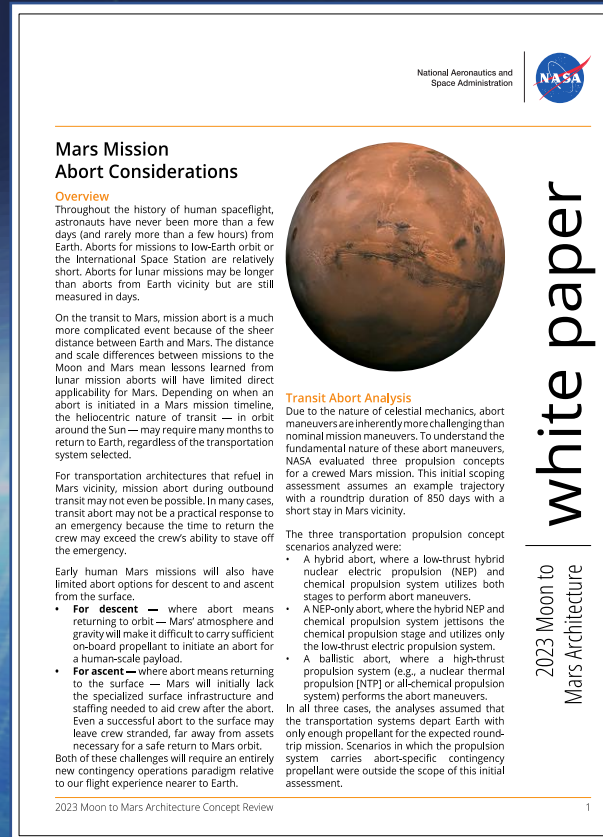 National Aeronautics and
Space Administration
NASA
Mars Mission
Abort Considerations
Overview
Throughout the history of human spaceflight,
astronauts have never been more than a few
days (and rarely more than a few hours) from
Earth. Aborts for missions to low-Earth orbit or
the International Space Station are relatively
short. Aborts for lunar missions may be longer
than aborts from Earth vicinity but are still
measured in days.
On the transit to Mars, mission abort is a much
more complicated event because of the sheer
distance between Earth and Mars. The distance
and scale differences between missions to the
Moon and Mars mean lessons learned from
lunar mission aborts will have limited direct
applicability for Mars. Depending on when an
abort is initiated in a Mars mission timeline,
the heliocentric nature of transit — in orbit
around the Sun — may require many months to
return to Earth, regardless of the transportation
system selected.
For transportation architectures that refuel in
Mars vicinity, mission abort during outbound
transit may not even be possible. In many cases,
transit abort may not be a practical response to
an emergency because the time to return the
crew may exceed the crew's ability to stave off
the emergency.
Early human Mars missions will also have
limited abort options for descent to and ascent
from the surface.
• For descent — where abort means
returning to orbit — Mars' atmosphere and
gravity will make it difficult to carry sufficient
on-board propellant to initiate an abort for
a human-scale payload.
• For ascent — where abort means returning
to the surface — Mars will initially lack
the specialized surface infrastructure and
staffing needed to aid crew after the abort.
Even a successful abort to the surface may
leave crew stranded, far away from assets
necessary for a safe return to Mars orbit.
Both of these challenges will require an entirely
new contingency operations paradigm relative
to our flight experience nearer to Earth.
Transit Abort Analysis
Due to the nature of celestial mechanics, abort
maneuvers are inherently more challenging than
nominal mission maneuvers. To understand the
fundamental nature of these abort maneuvers,
NASA evaluated three propulsion concepts
for a crewed Mars mission. This initial scoping
assessment assumes an example trajectory
with a roundtrip duration of 850 days with a
short stay in Mars vicinity.
The three transportation propulsion concept
scenarios analyzed were:
• A hybrid abort, where a low-thrust hybrid
nuclear electric propulsion (NEP) and
chemical propulsion system utilizes both
stages to perform abort maneuvers.
• A NEP-only abort, where the hybrid NEP and
chemical propulsion system jettisons the
chemical propulsion stage and utilizes only
the low-thrust electric propulsion system.
• A ballistic abort, where a high-thrust
propulsion system (e.g., a nuclear thermal
propulsion [NTP] or all-chemical propulsion
system) performs the abort maneuvers.
In all three cases, the analyses assumed that
the transportation systems depart Earth with
only enough propellant for the expected round-
trip mission. Scenarios in which the propulsion
system carries abort-specific contingency
propellant were outside the scope of this initial
assessment.
white paper
2023 Moon to
Mars Architecture
2023 Moon to Mars Architecture Concept Review
1